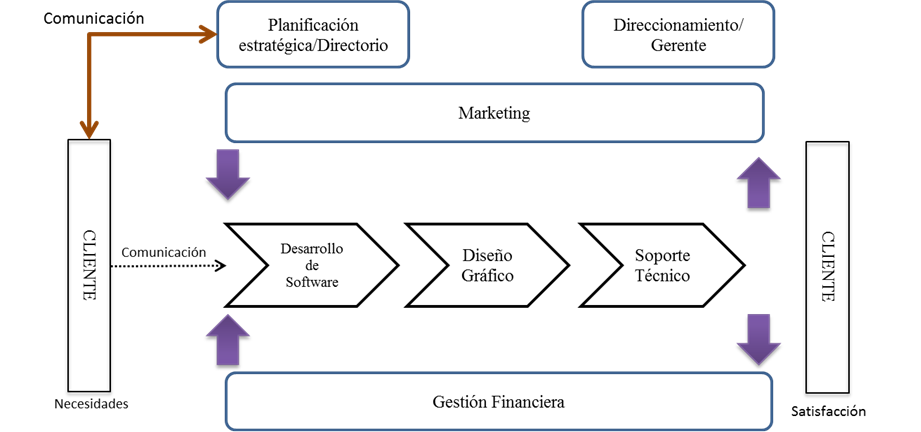 Comunicación
Planificación
estratégica/Directorio
Direccionamiento/
Gerente
Marketing
CLIENTE
Comunicación
Desarrollo
de
Software
Diseño
Gráfico
Soporte
Técnico
CLIENTE
Necesidades
Gestión Financiera
Satisfacción